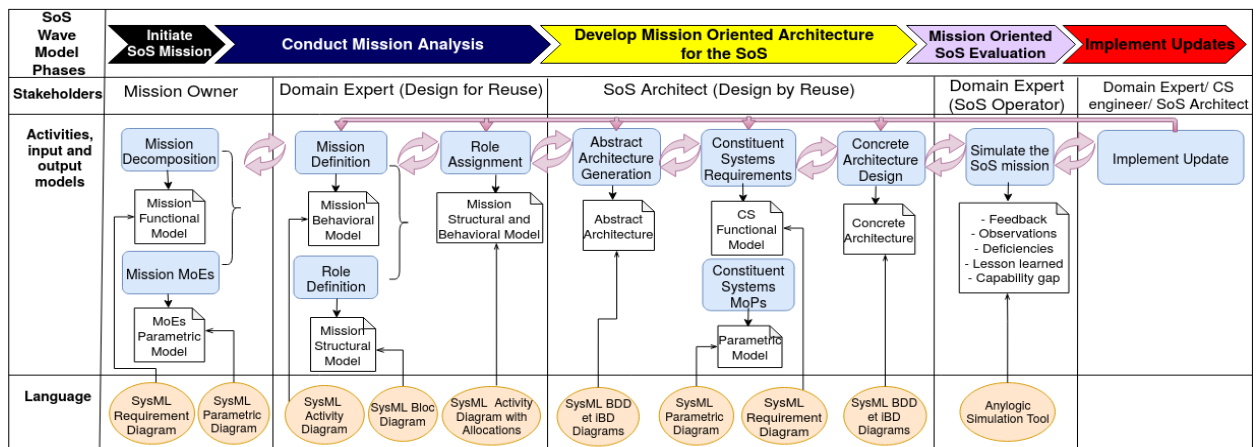 SoS
Wave
Model
Phases
Initiate
SoS Mission
Conduct Mission Analysis
Develop Mission Oriented Architecture
for the SoS
Mission Oriented
SoS Evaluation
Implement Updates
Stakeholders
Mission Owner
Domain Expert (Design for Reuse)
SoS Architect (Design by Reuse)
Domain Expert
(SoS Operator)
Domain Expert/ CS
engineer/ SoS Architect
Activities,
input and
output
models
Mission
Decomposition
Mission
Functional
Model
Mission MoEs
MoEs
Parametric
Model
Mission
Definition
Mission
Behavioral
Model
Role
Definition
Mission
Structural
Model
Role
Assignment
Mission
Structural and
Behavioral Model
Abstract
Architecture
Generation
Abstract
Architecture
Constituent
Systems
Requirements
CS
Functional
Model
Constituent
Systems
MoPs
Parametric
Model
Concrete
Architecture
Design
Concrete
Architecture
Simulate the
SoS mission
- Feedback
- Observations
- Deficiencies
- Lesson learned
- Capability gap
Implement Update
Language
SysML
Requirement
Diagram
SysML
Parametric
Diagram
SysML
Activity
Diagram
SysML Bloc
Diagram
SysML Activity
Diagram with
Allocations
SysML BDD
et IBD
Diagrams
SysML
Parametric
Diagram
SysML
Requirement
Diagram
SysML BDD
et IBD
Diagrams
Anylogic
Simulation Tool